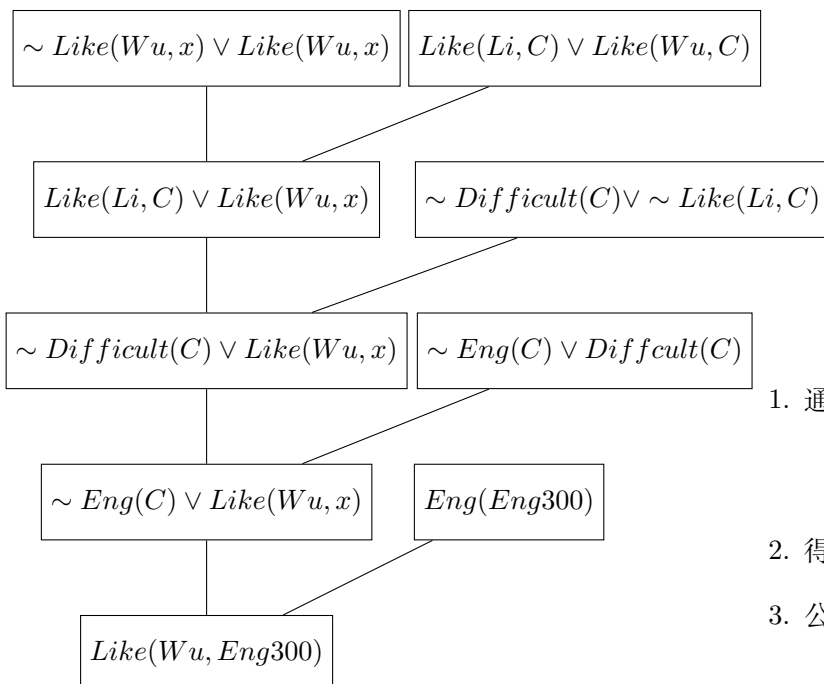 ∼ Like(Wu, x) ∨ Like(Wu, x)
Like(Li, C) ∨ Like(Wu, C)
Like(Li, C) ∨ Like(Wu, x)
∼ Difficult(C)∨ ∼ Like(Li, C)
∼ Difficult(C) ∨ Like(Wu, x)
∼ Eng(C) ∨ Diffcult(C)
1. 通
∼ Eng(C) ∨ Like(Wu, x)
Eng(Eng300)
2. 得
3. 公
Like(Wu, Eng300)